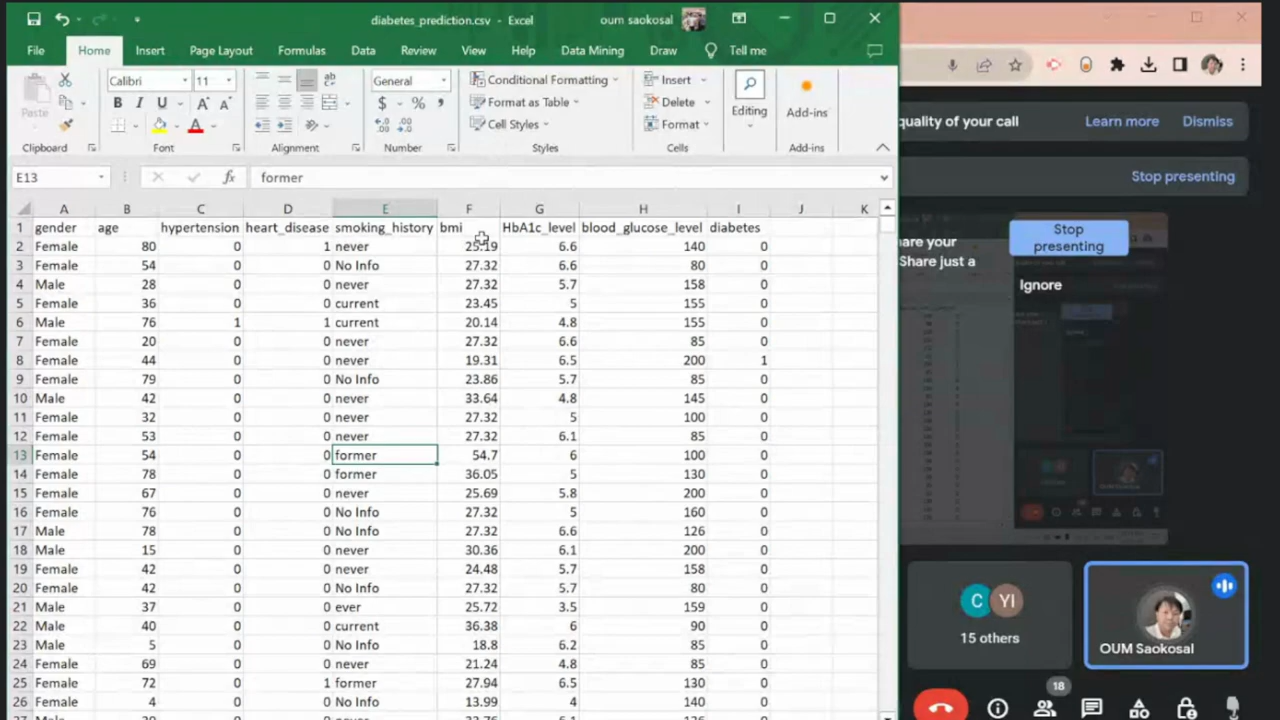 diabetes_prediction.csv - Excel
oum saokosal
File Home Insert Page Layout Formulas Data Review View Help Data Mining Draw Tell me
Paste
Calibri 11
B I U A A
A
General
$ % 9
Conditional Formatting
Format as Table
Cell Styles
Insert
Delete
Format
Editing
Add-ins
Clipboard Font Alignment Number Styles Cells Add-ins
E13 fx former
A B C D E F G H I J K
1 gender age hypertension heart_disease smoking_history bmi HbA1c_level blood_glucose_level diabetes
2 Female 80 0 1 never 25.19 6.6 140 0
3 Female 54 0 0 No Info 27.32 6.6 80 0
4 Male 28 0 0 never 27.32 5.7 158 0
5 Female 36 0 0 current 23.45 5 155 0
6 Male 76 1 1 current 20.14 4.8 155 0
7 Female 20 0 0 never 27.32 6.6 85 0
8 Female 44 0 0 never 19.31 6.5 200 1
9 Female 79 0 0 No Info 23.86 5.7 85 0
10 Male 42 0 0 never 33.64 4.8 145 0
11 Female 32 0 0 never 27.32 5 100 0
12 Female 53 0 0 never 27.32 6.1 85 0
13 Female 54 0 0 former 54.7 6 100 0
14 Female 78 0 0 former 36.05 5 130 0
15 Female 67 0 0 never 25.69 5.8 200 0
16 Female 76 0 0 No Info 27.32 5 160 0
17 Male 78 0 0 No Info 27.32 6.6 126 0
18 Male 15 0 0 never 30.36 6.1 200 0
19 Female 42 0 0 never 24.48 5.7 158 0
20 Female 42 0 0 No Info 27.32 5.7 80 0
21 Male 37 0 0 ever 25.72 3.5 159 0
22 Male 40 0 0 current 36.38 6 90 0
23 Male 5 0 0 No Info 18.8 6.2 85 0
24 Female 69 0 0 never 21.24 4.8 85 0
25 Female 72 0 1 former 27.94 6.5 130 0
26 Female 4 0 0 No Info 13.99 4 140 0
quality of your call Learn more Dismiss
Stop presenting
are your
Share just a
Stop
presenting
Ignore
C YI
15 others
OUM Saokosal
18